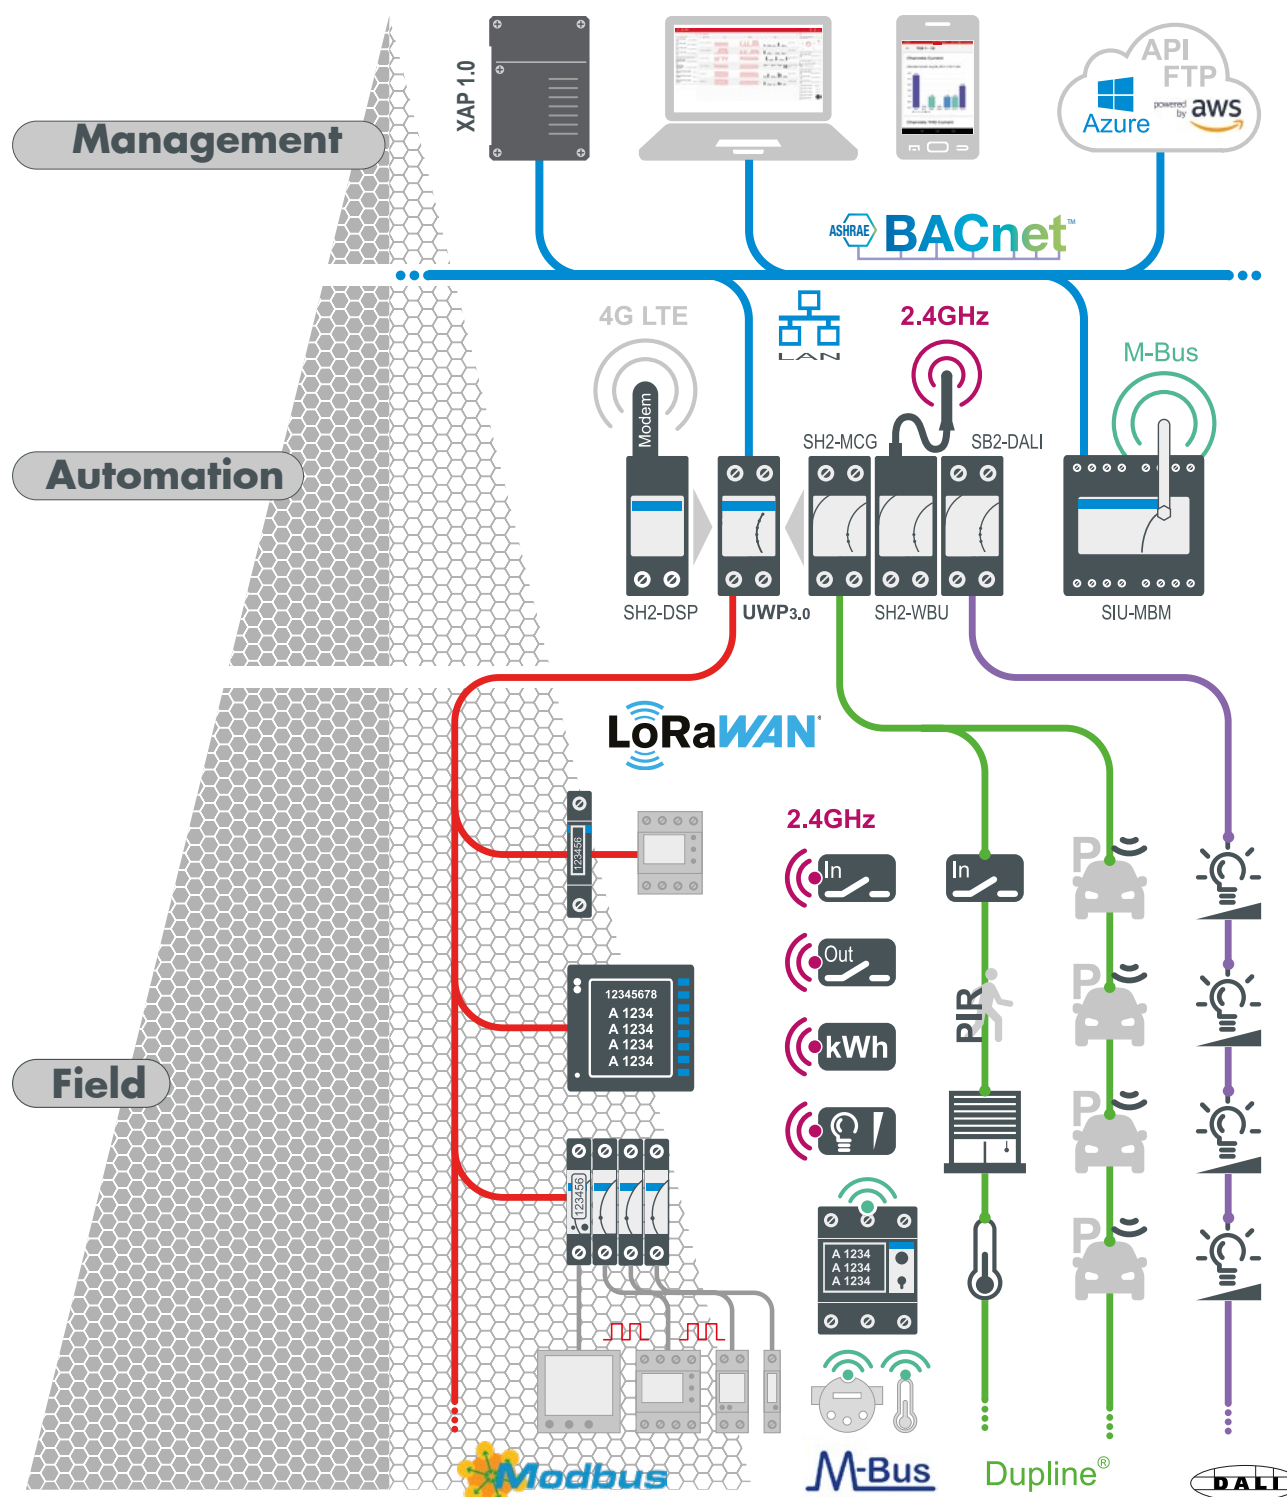 XAP 1.0
API
FTP
Azure
powered by
aws
Management
ASHRAE BACnet™
4G LTE
LAN
2.4GHz
M-Bus
Modem
SH2-MCG
SB2-DALI
Automation
SH2-DSP
UWP3.0
SH2-WBU
SIU-MBM
LoRaWAN®
2.4GHz
123456
In
In
P
Out
12345678
A 1234
A 1234
A 1234
A 1234
PIR
P
kWh
Field
P
123456
P
A 1234
A 1234
A 1234
Modbus
M-Bus
Dupline®
DALI